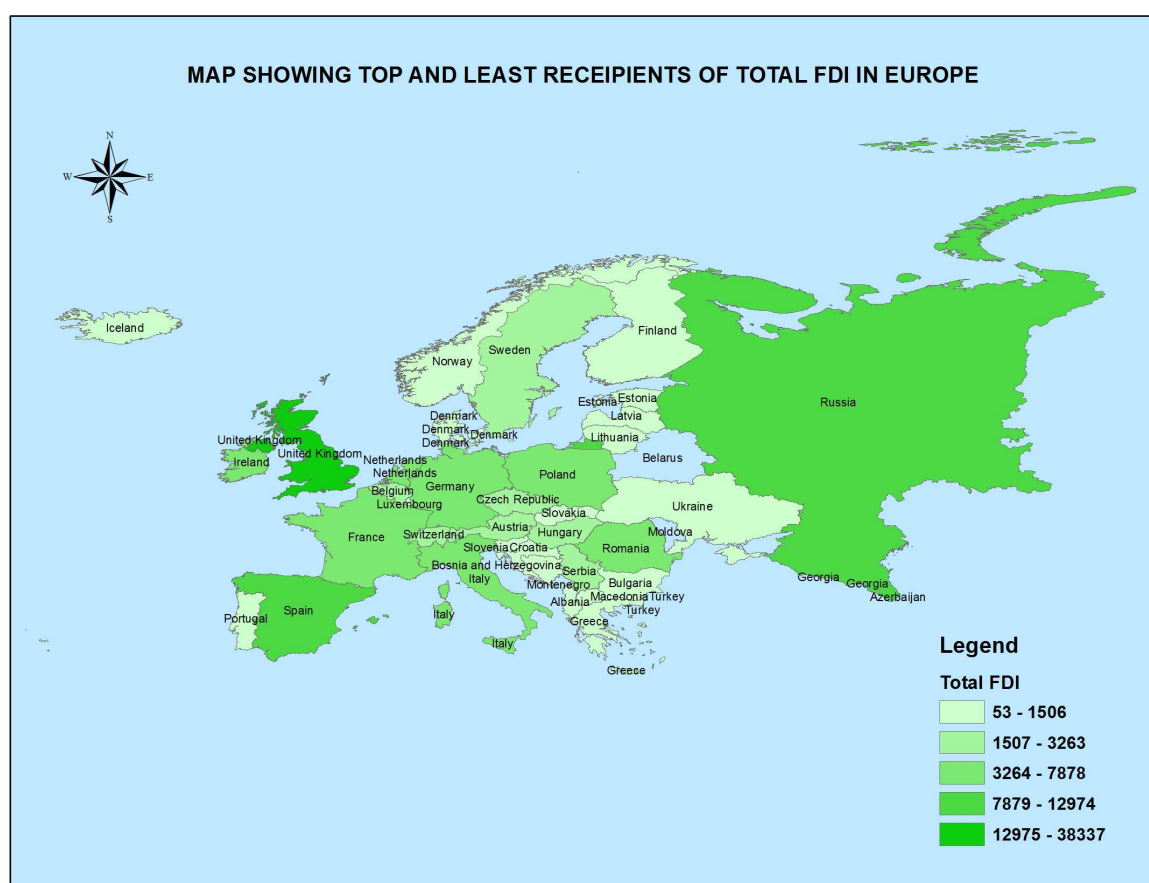 MAP SHOWING TOP AND LEAST RECEIPIENTS OF TOTAL FDI IN EUROPE
N
W
E
S
Iceland
Finland
Norway
Sweden
Russia
Estonia
Estonia
Latvia
Lithuania
Denmark
Denmark
Denmark
Denmark
United Kingdom
United Kingdom
Ireland
Netherlands
Netherlands
Belarus
Poland
Germany
Belgium
Luxembourg
Czech Republic
Slovakia
Ukraine
France
Switzerland
Austria
Hungary
Moldova
Slovenia
Croatia
Romania
Bosnia and Herzegovina
Serbia
Italy
Montenegro
Bulgaria
Georgia
Georgia
Azerbaijan
Macedonia
Turkey
Albania
Turkey
Portugal
Spain
Italy
Greece
Italy
Greece
Legend
Total FDI
53 - 1506
1507 - 3263
3264 - 7878
7879 - 12974
12975 - 38337